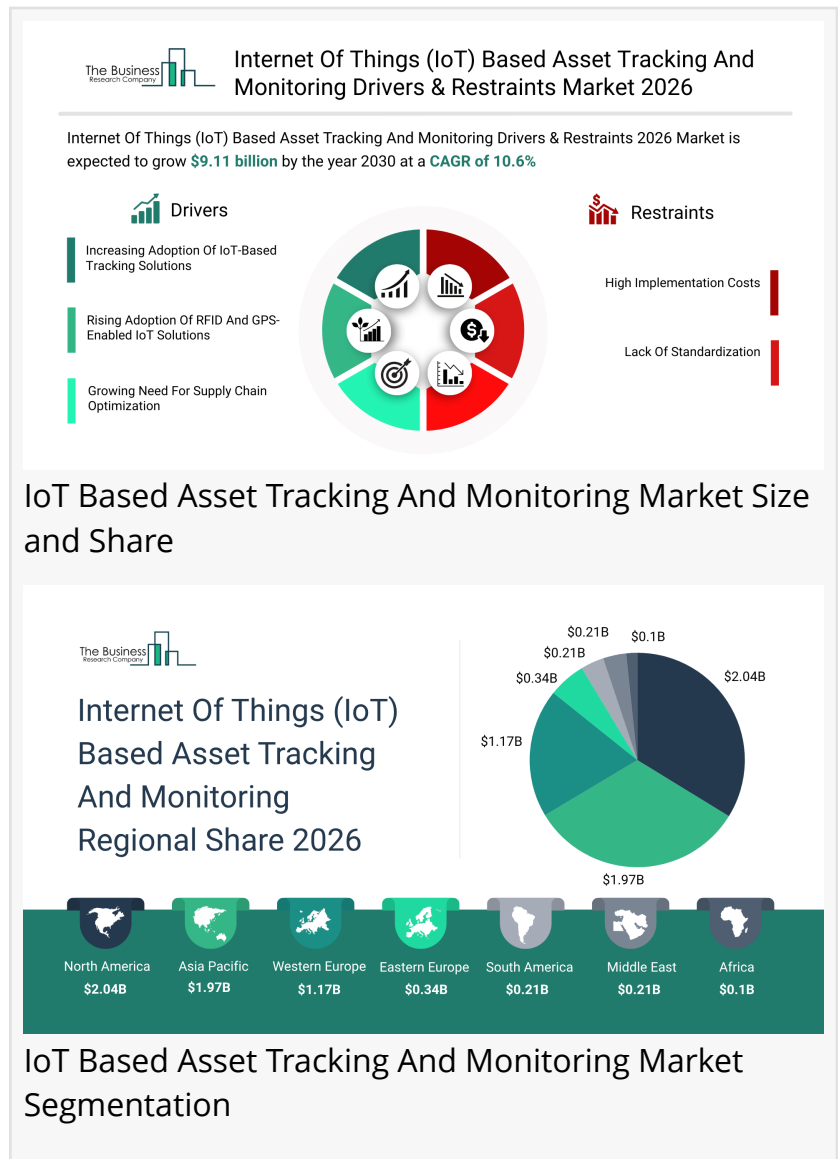 The Business
Research Company
Internet Of Things (IoT) Based Asset Tracking And
Monitoring Drivers & Restraints Market 2026
Internet Of Things (IoT) Based Asset Tracking And Monitoring Drivers & Restraints 2026 Market is
expected to grow $9.11 billion by the year 2030 at a CAGR of 10.6%
Drivers
Increasing Adoption Of IoT-Based
Tracking Solutions
Rising Adoption Of RFID And GPS-
Enabled IoT Solutions
Growing Need For Supply Chain
Optimization
$
Restraints
High Implementation Costs
Lack Of Standardization
$
IoT Based Asset Tracking And Monitoring Market Size
and Share
The Business
Research Company
Internet Of Things (IoT)
Based Asset Tracking
And Monitoring
Regional Share 2026
$0.21B
$0.1B
$0.21B
$0.34B
$2.04B
$1.17B
$1.97B
North America
$2.04B
Asia Pacific
$1.97B
Western Europe
$1.17B
Eastern Europe
$0.34B
South America
$0.21B
Middle East
$0.21B
Africa
$0.1B
IoT Based Asset Tracking And Monitoring Market
Segmentation